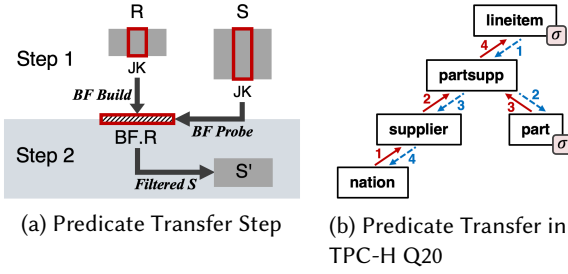 R
S
Step 1
JK
JK
BF Build
BF Probe
BF.R
Step 2
Filtered S
S'
(a) Predicate Transfer Step
lineitem
σ
4
1
partsupp
2
3
3
2
supplier
part
σ
1
4
nation
(b) Predicate Transfer in
TPC-H Q20